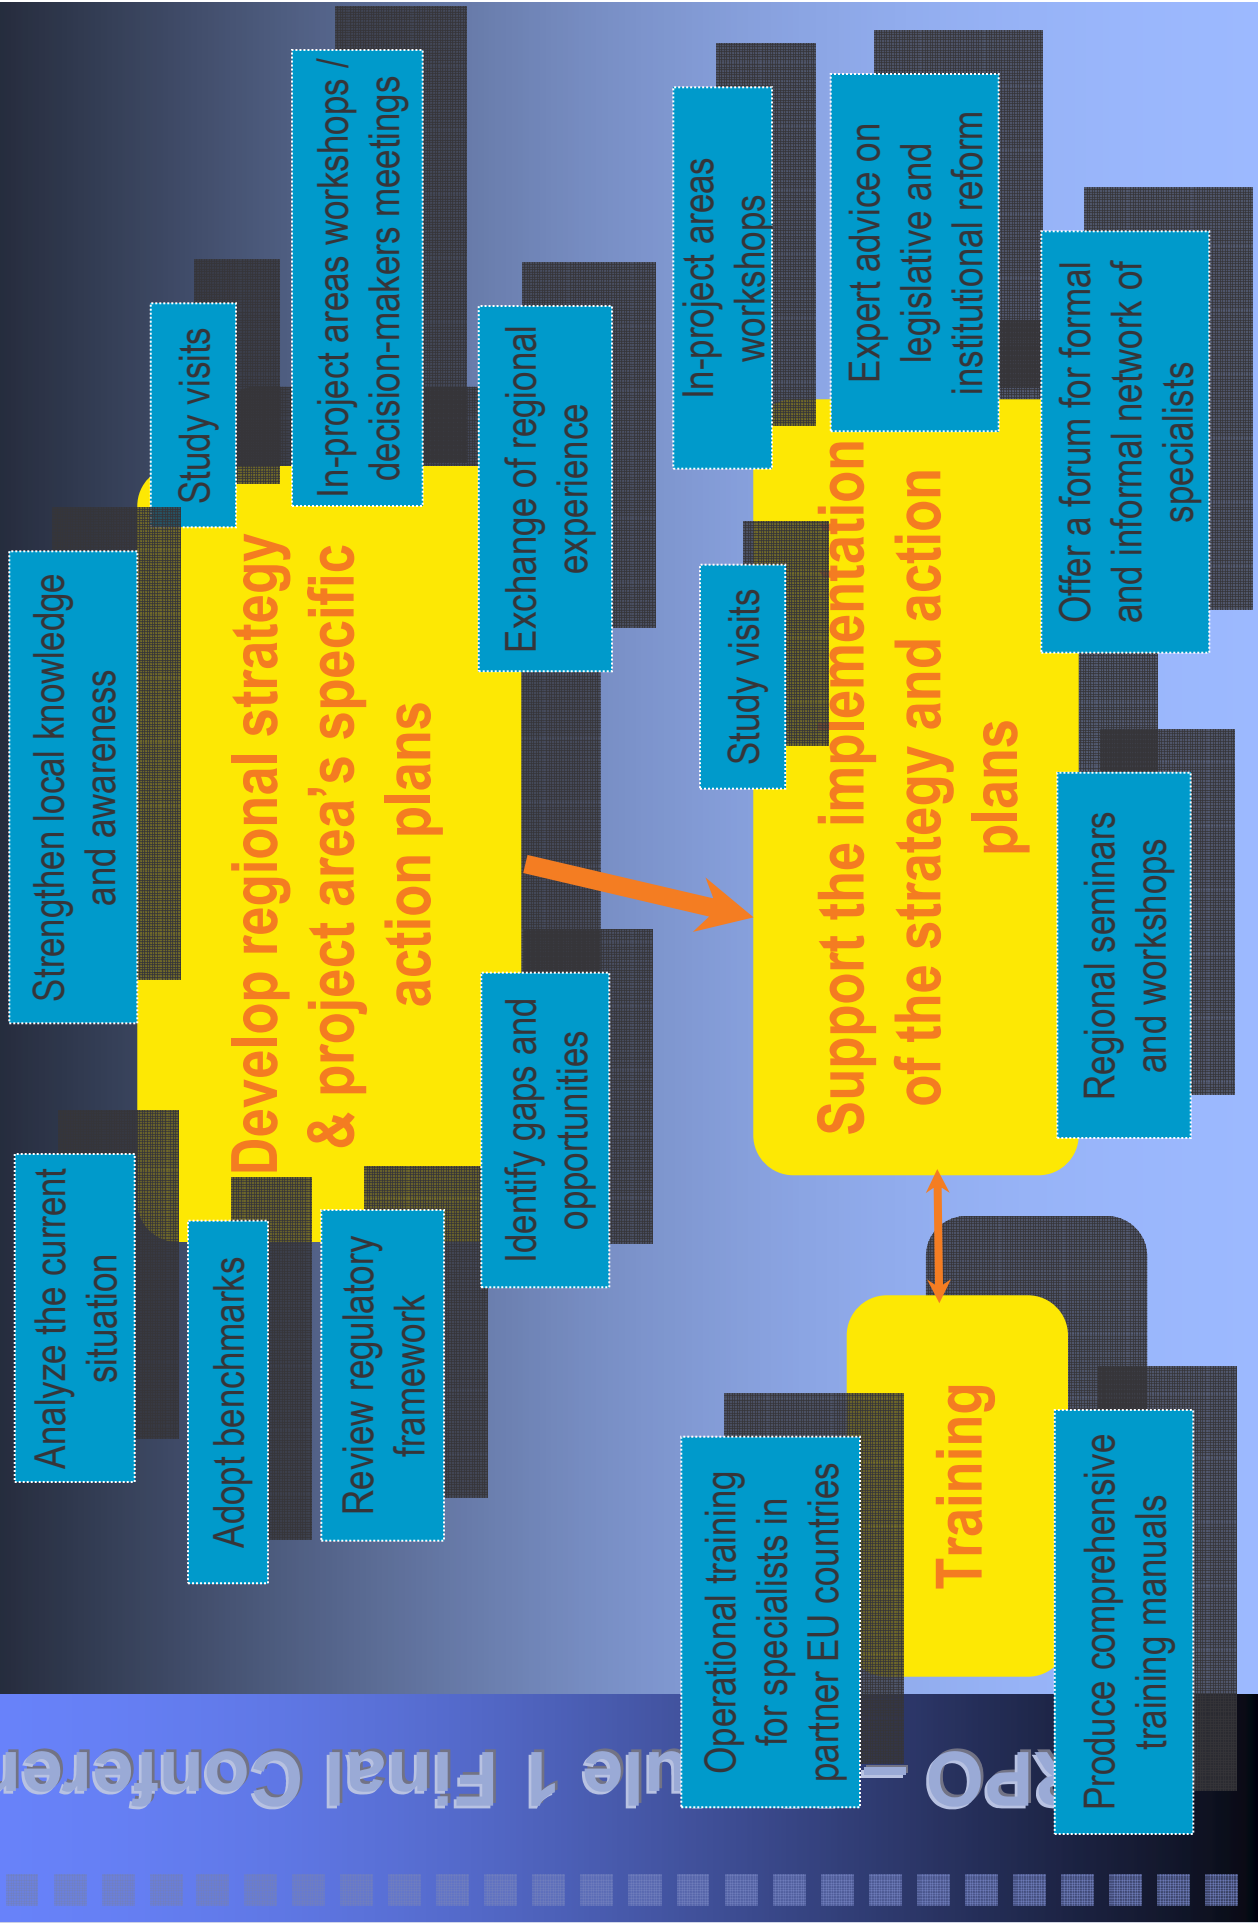 Strengthen local knowledge
and awareness
Analyze the current
situation
Study visits
Adopt benchmarks
Develop regional strategy
& project area’s specific
action plans
In-project areas workshops /
decision-makers meetings
Review regulatory
framework
Identify gaps and
opportunities
Exchange of regional
experience
In-project areas
workshops
Study visits
Operational training
for specialists in
partner EU countries
Support the implementation
of the strategy and action
plans
Expert advice on
legislative and
institutional reform
Training
Offer a forum for formal
and informal network of
specialists
Regional seminars
and workshops
Produce comprehensive
training manuals
– 1 Final